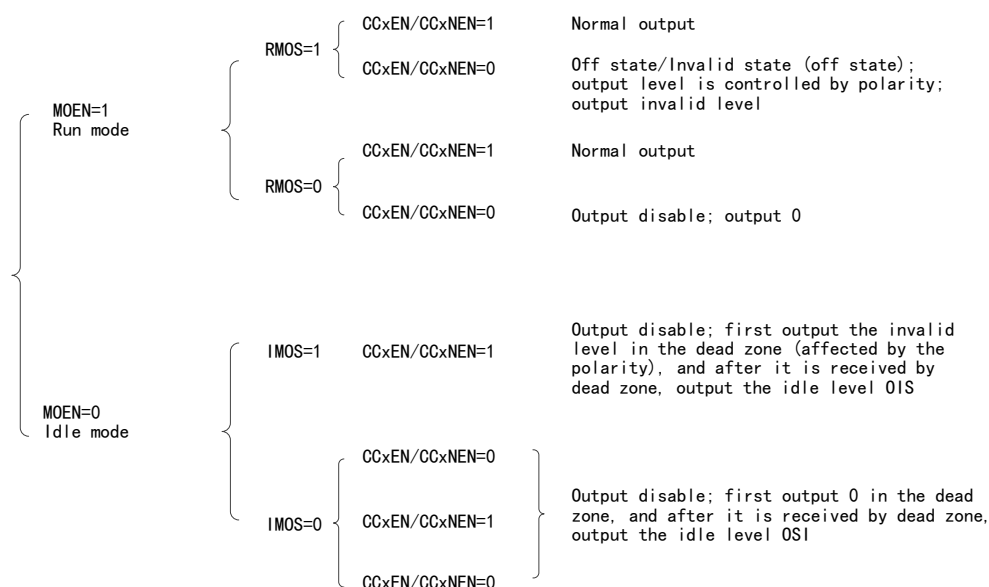 CCxEN/CCxNEN=1 Normal output
RMOS=1
CCxEN/CCxNEN=0 Off state/Invalid state (off state);
output level is controlled by polarity;
output invalid level
MOEN=1
Run mode
CCxEN/CCxNEN=1 Normal output
RMOS=0
CCxEN/CCxNEN=0 Output disable; output 0
Output disable; first output the invalid
IMOS=1 CCxEN/CCxNEN=1 level in the dead zone (affected by the
polarity), and after it is received by
dead zone, output the idle level OIS
MOEN=0
Idle mode
CCxEN/CCxNEN=0
Output disable; first output 0 in the dead
IMOS=0 CCxEN/CCxNEN=1 zone, and after it is received by dead zone,
output the idle level OSI
CCxEN/CCxNEN=0